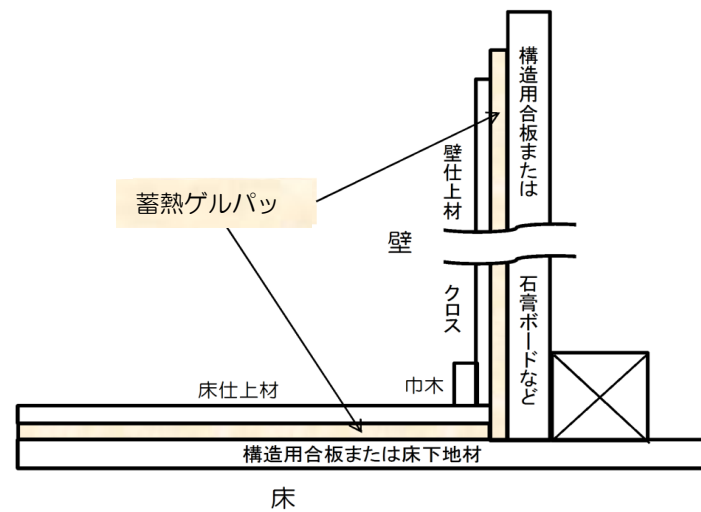 構造用合板または
壁仕上材
蓄熱ゲルパッ
壁
クロス
石膏ボードなど
巾木
床仕上材
構造用合板または床下地材
床